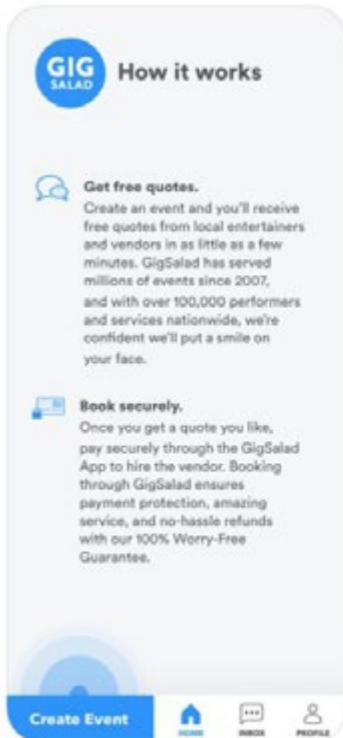 GIG
SALAD
How it works
Get free quotes.
Create an event and you'll receive
free quotes from local entertainers
and vendors in as little as a few
minutes. GigSalad has served
millions of events since 2007,
and with over 100,000 performers
and services nationwide, we're
confident we'll put a smile on
your face.
Book securely.
Once you get a quote you like,
pay securely through the GigSalad
App to hire the vendor. Booking
through GigSalad ensures
payment protection, amazing
service, and no-hassle refunds
with our 100% Worry-Free
Guarantee.
Create Event
HOME
INBOX
PROFILE